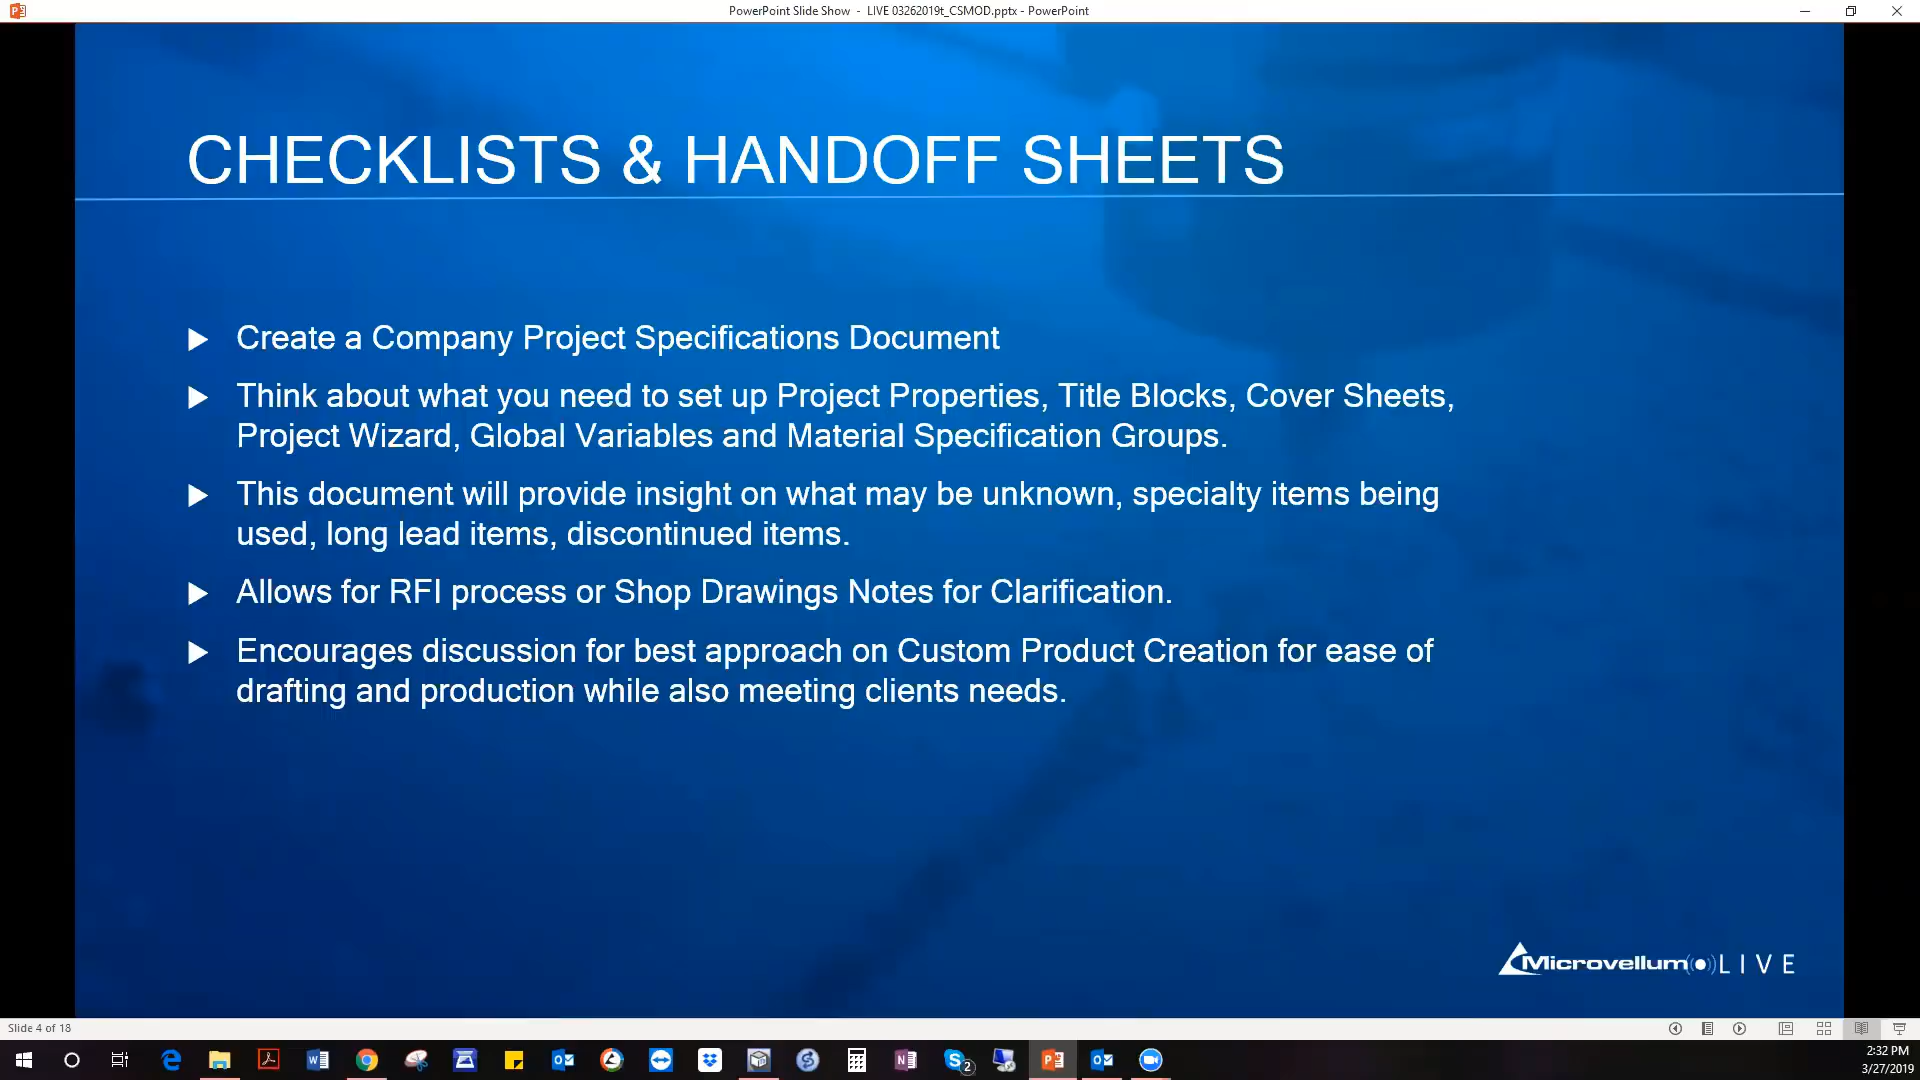 PowerPoint Slide Show - LIVE 03262019t_CSMOD.pptx - PowerPoint
CHECKLISTS & HANDOFF SHEETS
Create a Company Project Specifications Document
Think about what you need to set up Project Properties, Title Blocks, Cover Sheets,
Project Wizard, Global Variables and Material Specification Groups.
This document will provide insight on what may be unknown, specialty items being
used, long lead items, discontinued items.
Allows for RFI process or Shop Drawings Notes for Clarification.
Encourages discussion for best approach on Custom Product Creation for ease of
drafting and production while also meeting clients needs.
Microvellum LIVE
Slide 4 of 18
2
2:32 PM
3/27/2019